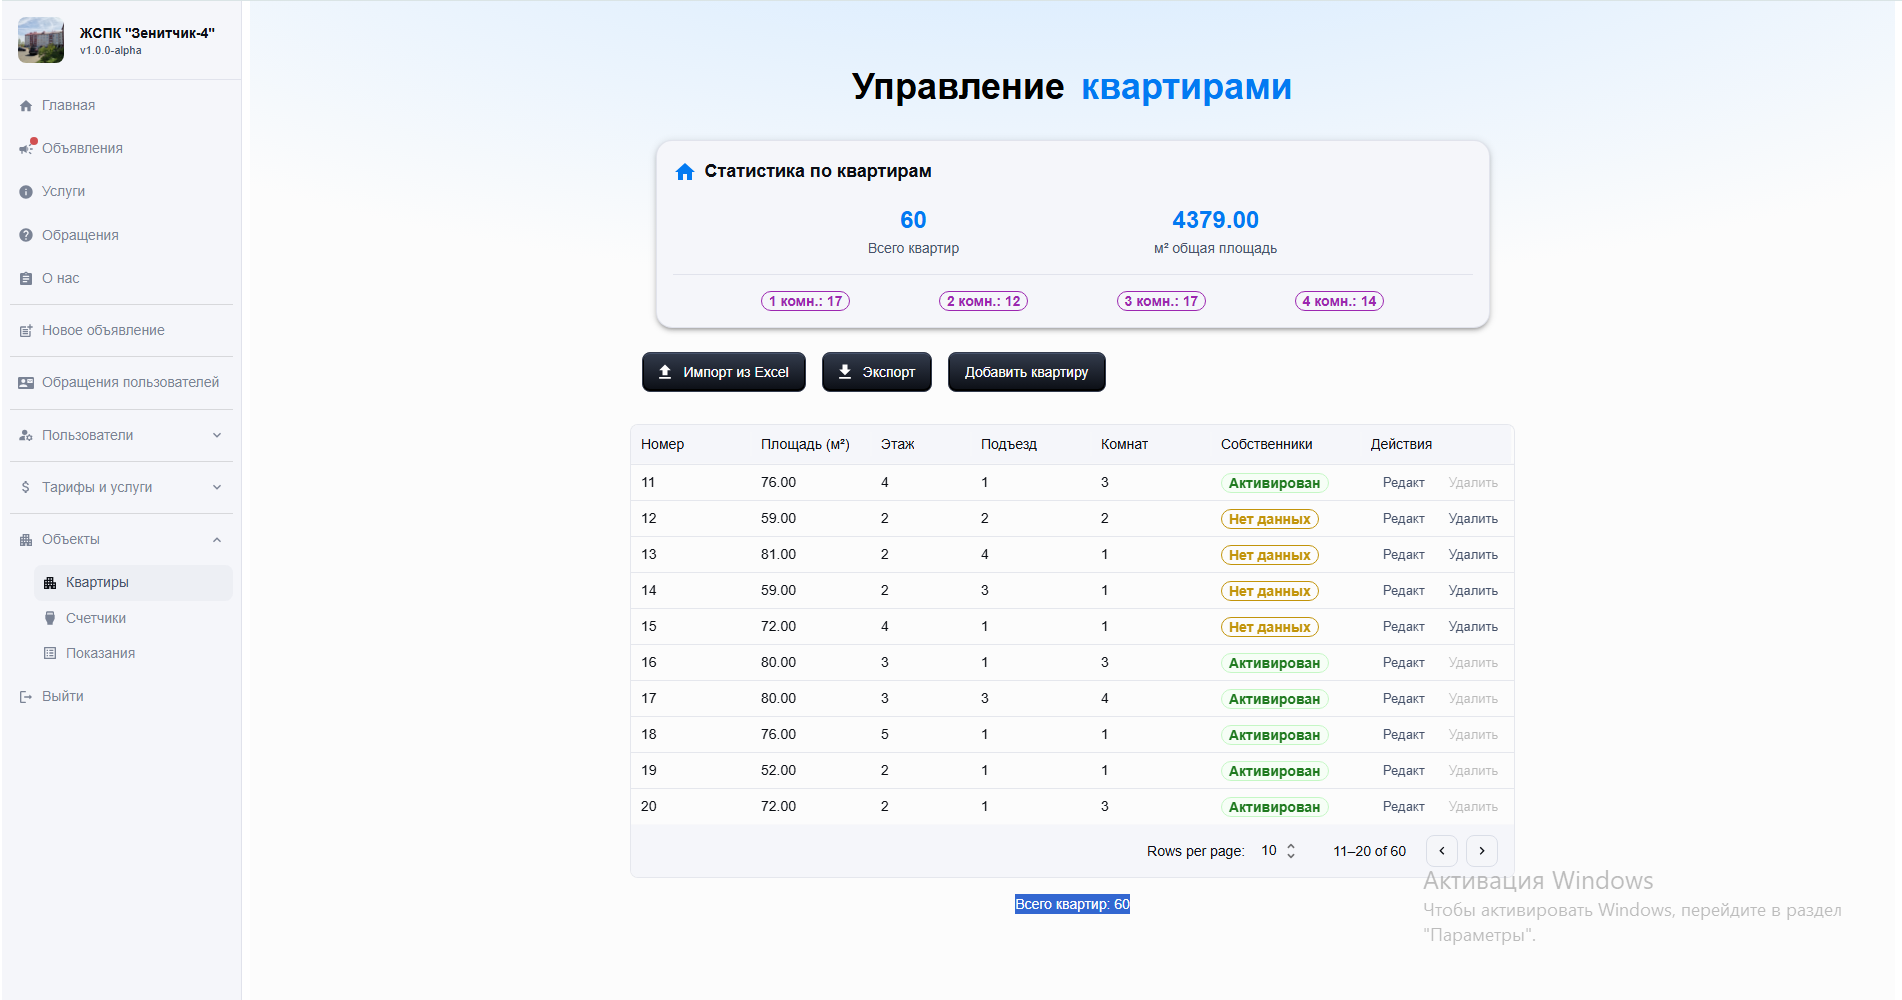 ЖСПК "Зенитчик-4"
v1.0.0-alpha
Главная
Объявления
Услуги
Обращения
О нас
Новое объявление
Обращения пользователей
Пользователи
Тарифы и услуги
Объекты
Квартиры
Счетчики
Показания
Выйти
Управление квартирами
Статистика по квартирам
60 4379.00
Всего квартир м² общая площадь
1 комн.: 17 2 комн.: 12 3 комн.: 17 4 комн.: 14
Импорт из Excel Экспорт Добавить квартиру
Номер Площадь (м²) Этаж Подъезд Комнат Собственники Действия
11 76.00 4 1 3 Активирован Редакт Удалить
12 59.00 2 2 2 Нет данных Редакт Удалить
13 81.00 2 4 1 Нет данных Редакт Удалить
14 59.00 2 3 1 Нет данных Редакт Удалить
15 72.00 4 1 1 Нет данных Редакт Удалить
16 80.00 3 1 3 Активирован Редакт Удалить
17 80.00 3 3 4 Активирован Редакт Удалить
18 76.00 5 1 1 Активирован Редакт Удалить
19 52.00 2 1 1 Активирован Редакт Удалить
20 72.00 2 1 3 Активирован Редакт Удалить
Rows per page: 10 11–20 of 60
Всего квартир: 60
Активация Windows
Чтобы активировать Windows, перейдите в раздел
"Параметры".